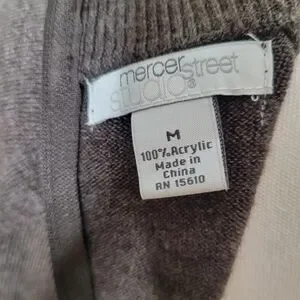 mercer street
STUDIO®
M
100% Acrylic
Made in
China
RN 15610